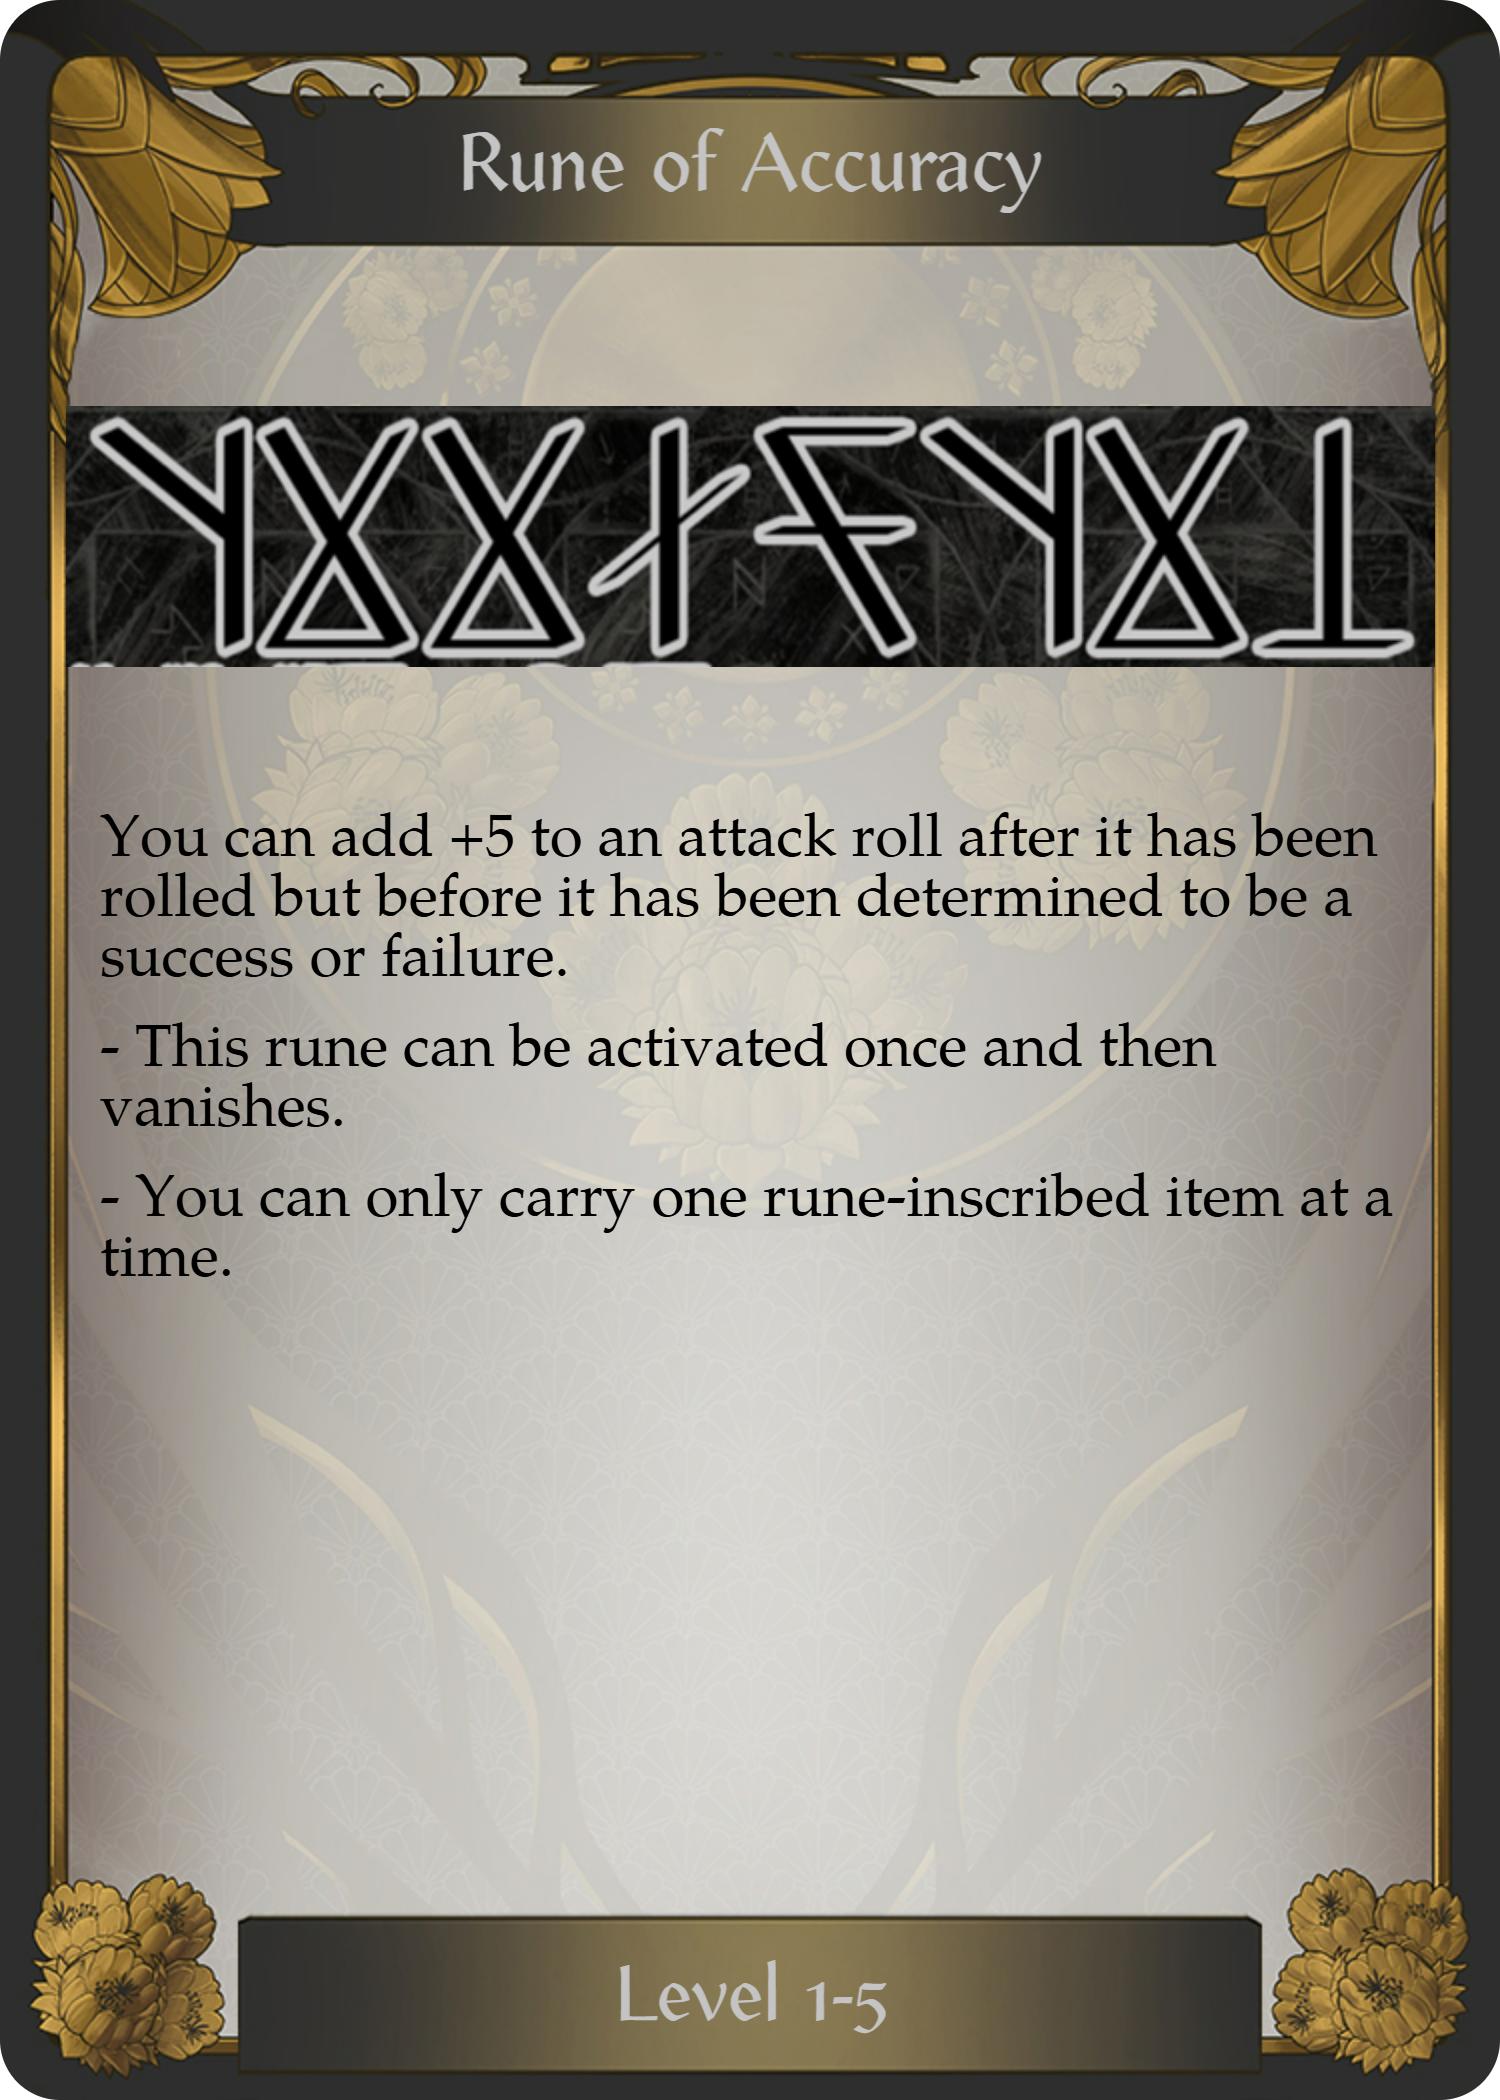 Rune of Accuracy
You can add +5 to an attack roll after it has been
rolled but before it has been determined to be a
success or failure.
- This rune can be activated once and then
vanishes.
- You can only carry one rune-inscribed item at a
time.
Level 1-5